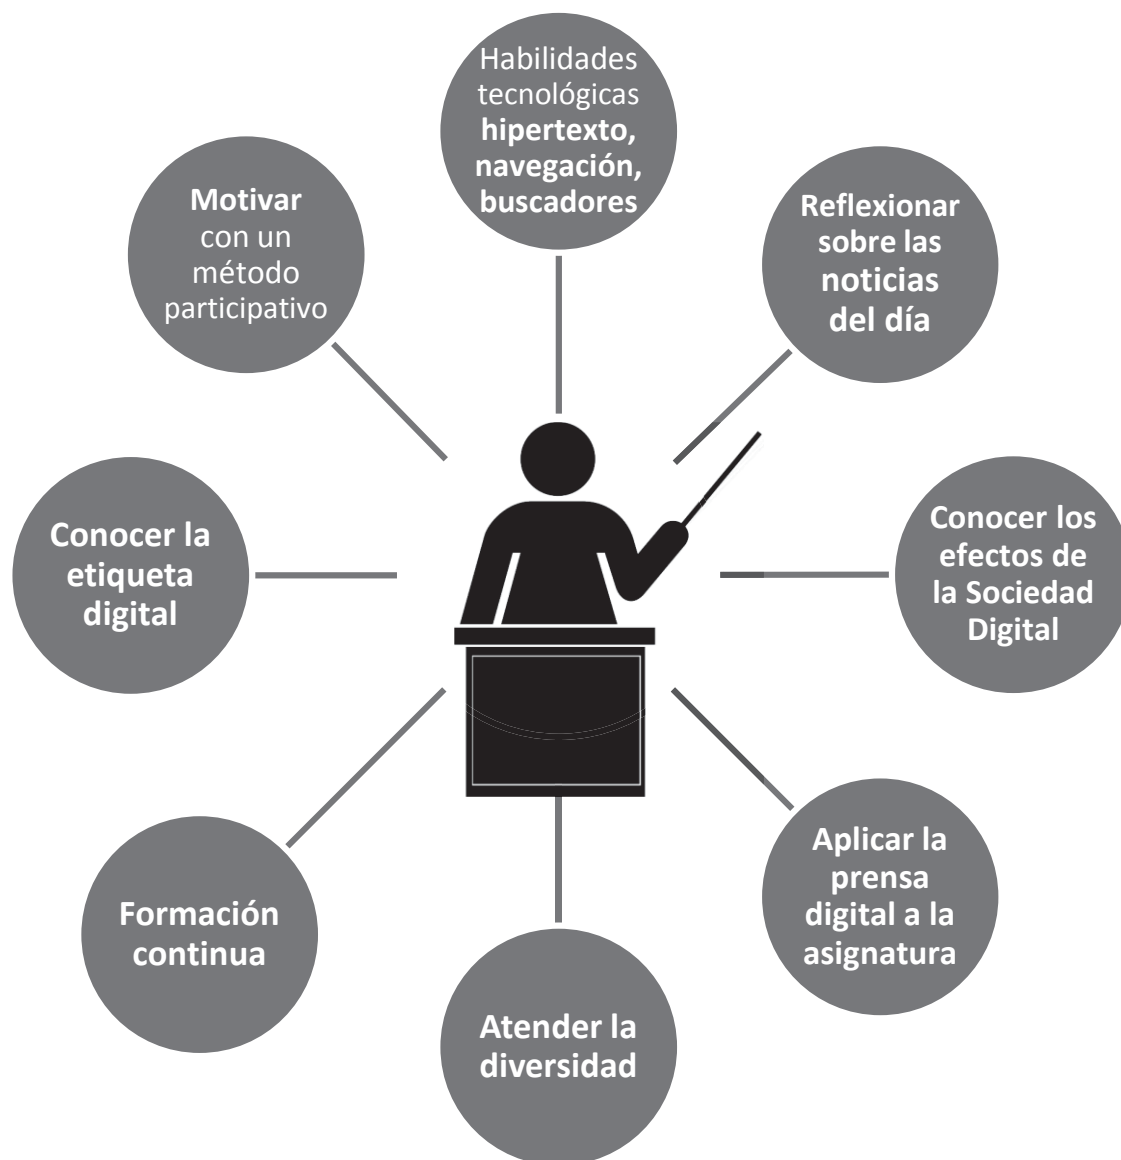 Habilidades
tecnológicas
hipertexto,
navegación,
buscadores
Reflexionar
sobre las
noticias
del día
Conocer los
efectos de
la Sociedad
Digital
Aplicar la
prensa
digital a la
asignatura
Atender la
diversidad
Formación
continua
Conocer la
etiqueta
digital
Motivar
con un
método
participativo